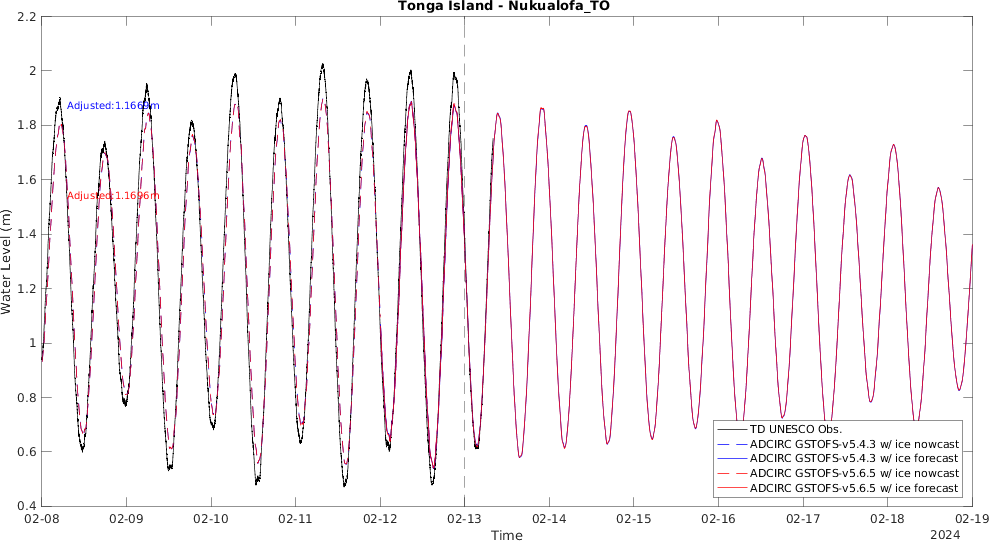 Tonga Island - Nukualofa_TO
2.2
2
1.8
1.6
1.4
1.2
1
0.8
0.6
0.4
Water Level (m)
Adjusted:1.1669m
Adjusted:1.1696m
TD UNESCO Obs.
ADCIRC GSTOFS-v5.4.3 w/ ice nowcast
ADCIRC GSTOFS-v5.4.3 w/ ice forecast
ADCIRC GSTOFS-v5.6.5 w/ ice nowcast
ADCIRC GSTOFS-v5.6.5 w/ ice forecast
02-08 02-09 02-10 02-11 02-12 02-13 02-14 02-15 02-16 02-17 02-18 02-19
Time
2024